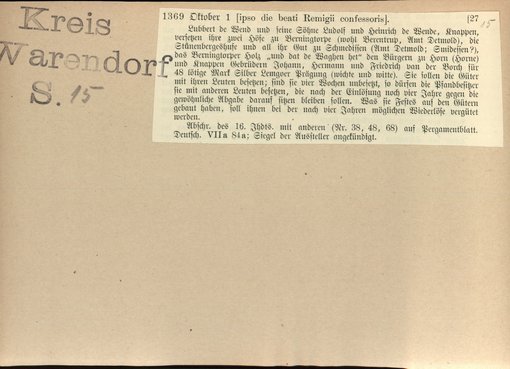 Kreis
Warendorf
S. 15
1369 Oktober 1 [ipso die beati Remigii confessoris]. [27
15
Lubbert de Wend und seine Söhne Ludolf und Heinrich de Wende, Knappen,
versetzen ihre zwei Höfe zu Berningtorpe (wohl Berentrup, Amt Detmold), die
Stänenbergeshufe und all ihr Gut zu Schmedissen (Amt Detmold; Smidessen?),
das Berningtorper Holz „und dat de Waghen het“ den Bürgern zu Horn (Horne)
und Knappen Gebrüdern Johann, Hermann und Friedrich van der Borch für
48 lötige Mark Silber Lemgoer Prägung (wichte und witte). Sie sollen die Güter
mit ihren Leuten besetzen; sind sie vier Wochen unbesetzt, so dürfen die Pfandbesitzer
sie mit anderen Leuten besetzen, die nach der Einlösung noch vier Jahre gegen die
gewöhnliche Abgabe darauf sitzen bleiben sollen. Was sie Festes auf den Gütern
gebaut haben, soll ihnen bei der nach vier Jahren möglichen Wiederlöse vergütet
werden.
Abschr. des 16. Jhdts. mit anderen (Nr. 38, 48, 68) auf Pergamentblatt.
Deutsch. VIIa 84a; Siegel der Aussteller angekündigt.